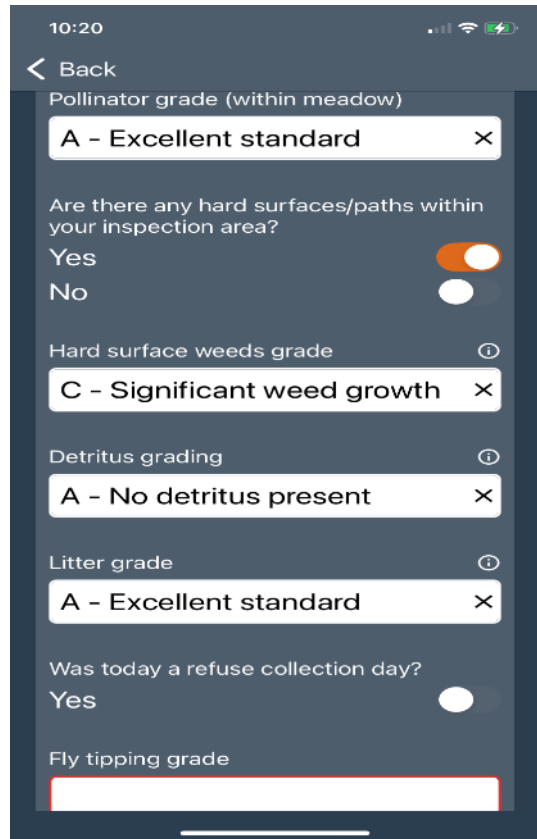 10:20
Back
Pollinator grade (within meadow)
A - Excellent standard
Are there any hard surfaces/paths within
your inspection area?
Yes
No
Hard surface weeds grade
C - Significant weed growth
Detritus grading
A - No detritus present
Litter grade
A - Excellent standard
Was today a refuse collection day?
Yes
Fly tipping grade